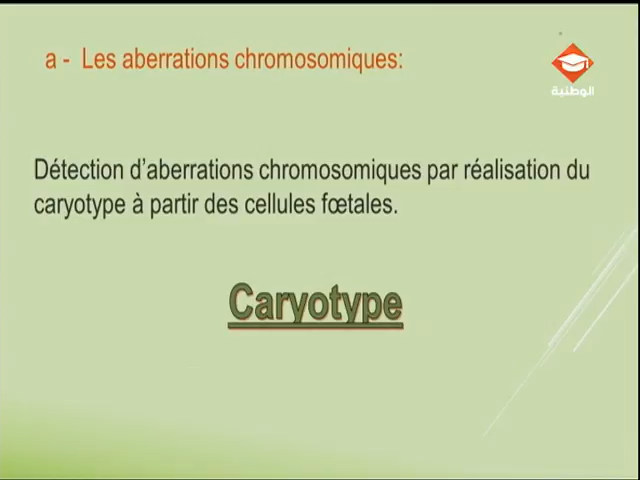 a - Les aberrations chromosomiques:
الوطنية
Détection d'aberrations chromosomiques par réalisation du
caryotype à partir des cellules fœtales.
Caryotype